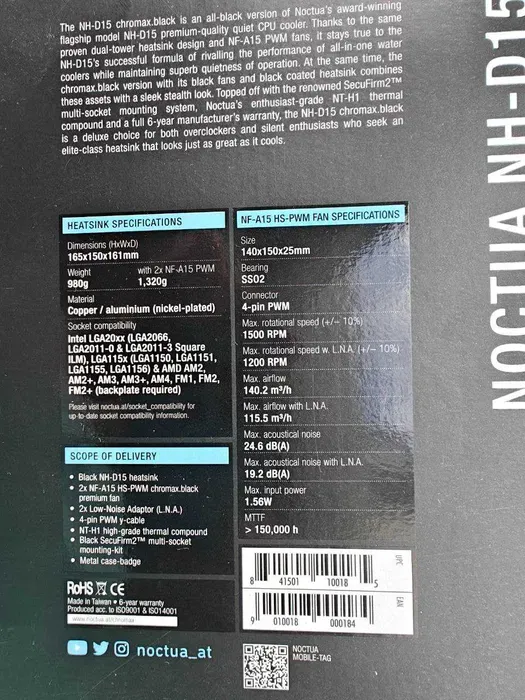 The NH-D15 chromax.black is an all-black version of Noctua's award-winning
flagship model NH-D15 premium-quality quiet CPU cooler. Thanks to the same
proven dual-tower heatsink design and NF-A15 PWM fans, it stays true to the
NH-D15's successful formula of rivalling the performance of all-in-one water
coolers while maintaining superb quietness of operation. At the same time, the
chromax.black version with its black fans and black coated heatsink combines
these assets with a sleek stealth look. Topped off with the renowned SecuFirm2™
multi-socket mounting system, Noctua's enthusiast-grade NT-H1 thermal
compound and a full 6-year manufacturer's warranty, the NH-D15 chromax.black
is a deluxe choice for both overclockers and silent enthusiasts who seek an
elite-class heatsink that looks just as great as it cools.
NOCTUA NH-D15
HEATSINK SPECIFICATIONS
Dimensions (HxWxD)
165x150x161mm
Weight with 2x NF-A15 PWM
980g 1,320g
Material
Copper / aluminium (nickel-plated)
Socket compatibility
Intel LGA20xx (LGA2066,
LGA2011-0 & LGA2011-3 Square
ILM), LGA115x (LGA1150, LGA1151,
LGA1155, LGA1156) & AMD AM2,
AM2+, AM3, AM3+, AM4, FM1, FM2,
FM2+ (backplate required)
Please visit noctua.at/socket_compatibility for
up-to-date socket compatibility information.
SCOPE OF DELIVERY
• Black NH-D15 heatsink
• 2x NF-A15 HS-PWM chromax.black
premium fan
• 2x Low-Noise Adaptor (L.N.A.)
• 4-pin PWM y-cable
• NT-H1 high-grade thermal compound
• Black SecuFirm2™ multi-socket
mounting-kit
• Metal case-badge
RoHS CE
Made in Taiwan • 6-year warranty
Produced acc. to ISO9001 & ISO14001
noctua_at
NF-A15 HS-PWM FAN SPECIFICATIONS
Size
140x150x25mm
Bearing
SSO2
Connector
4-pin PWM
Max. rotational speed (+/- 10%)
1500 RPM
Max. rotational speed w. L.N.A. (+/- 10%)
1200 RPM
Max. airflow
140.2 m³/h
Max. airflow with L.N.A.
115.5 m³/h
Max. acoustical noise
24.6 dB(A)
Max. acoustical noise with L.N.A.
19.2 dB(A)
Max. input power
1.56W
MTTF
> 150,000 h
UPC
8 41501 10018 5
EAN
9 010018 000184
NOCTUA
MOBILE-TAG